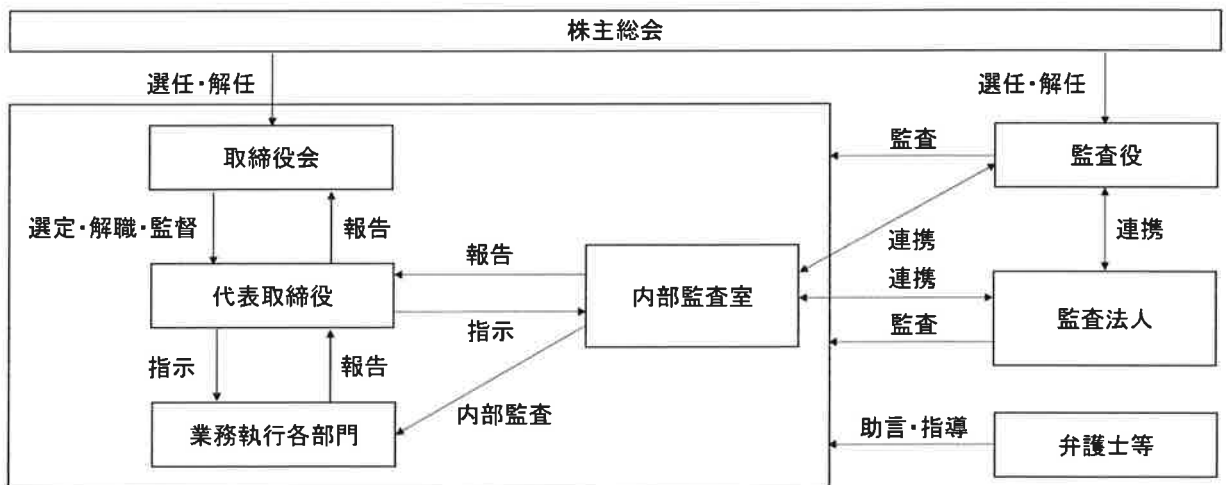 株主総会
選任・解任
選任・解任
取締役会
監査
監査役
選定・解職・監督
報告
連携
連携
報告
内部監査室
連携
代表取締役
指示
監査
監査法人
指示
報告
内部監査
業務執行各部門
助言・指導
弁護士等